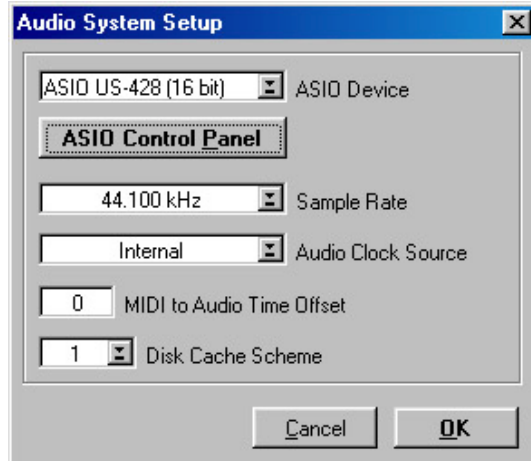 Audio System Setup
ASIO US-428 (16 bit) ASIO Device
ASIO Control Panel
44.100 kHz Sample Rate
Internal Audio Clock Source
0 MIDI to Audio Time Offset
1 Disk Cache Scheme
Cancel OK